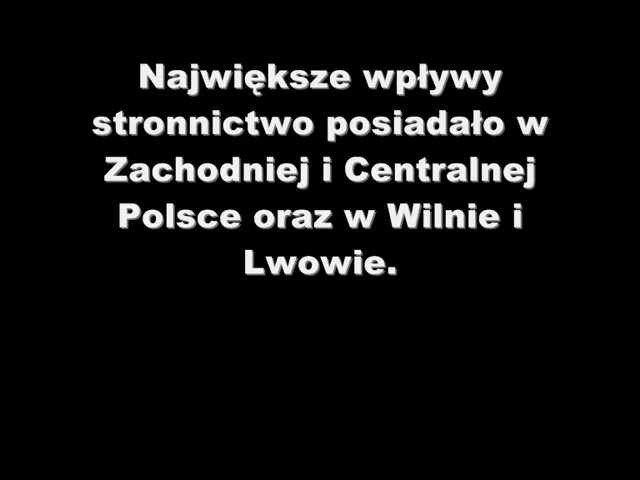 Największe wpływy
stronnictwo posiadało w
Zachodniej i Centralnej
Polsce oraz w Wilnie i
Lwowie.